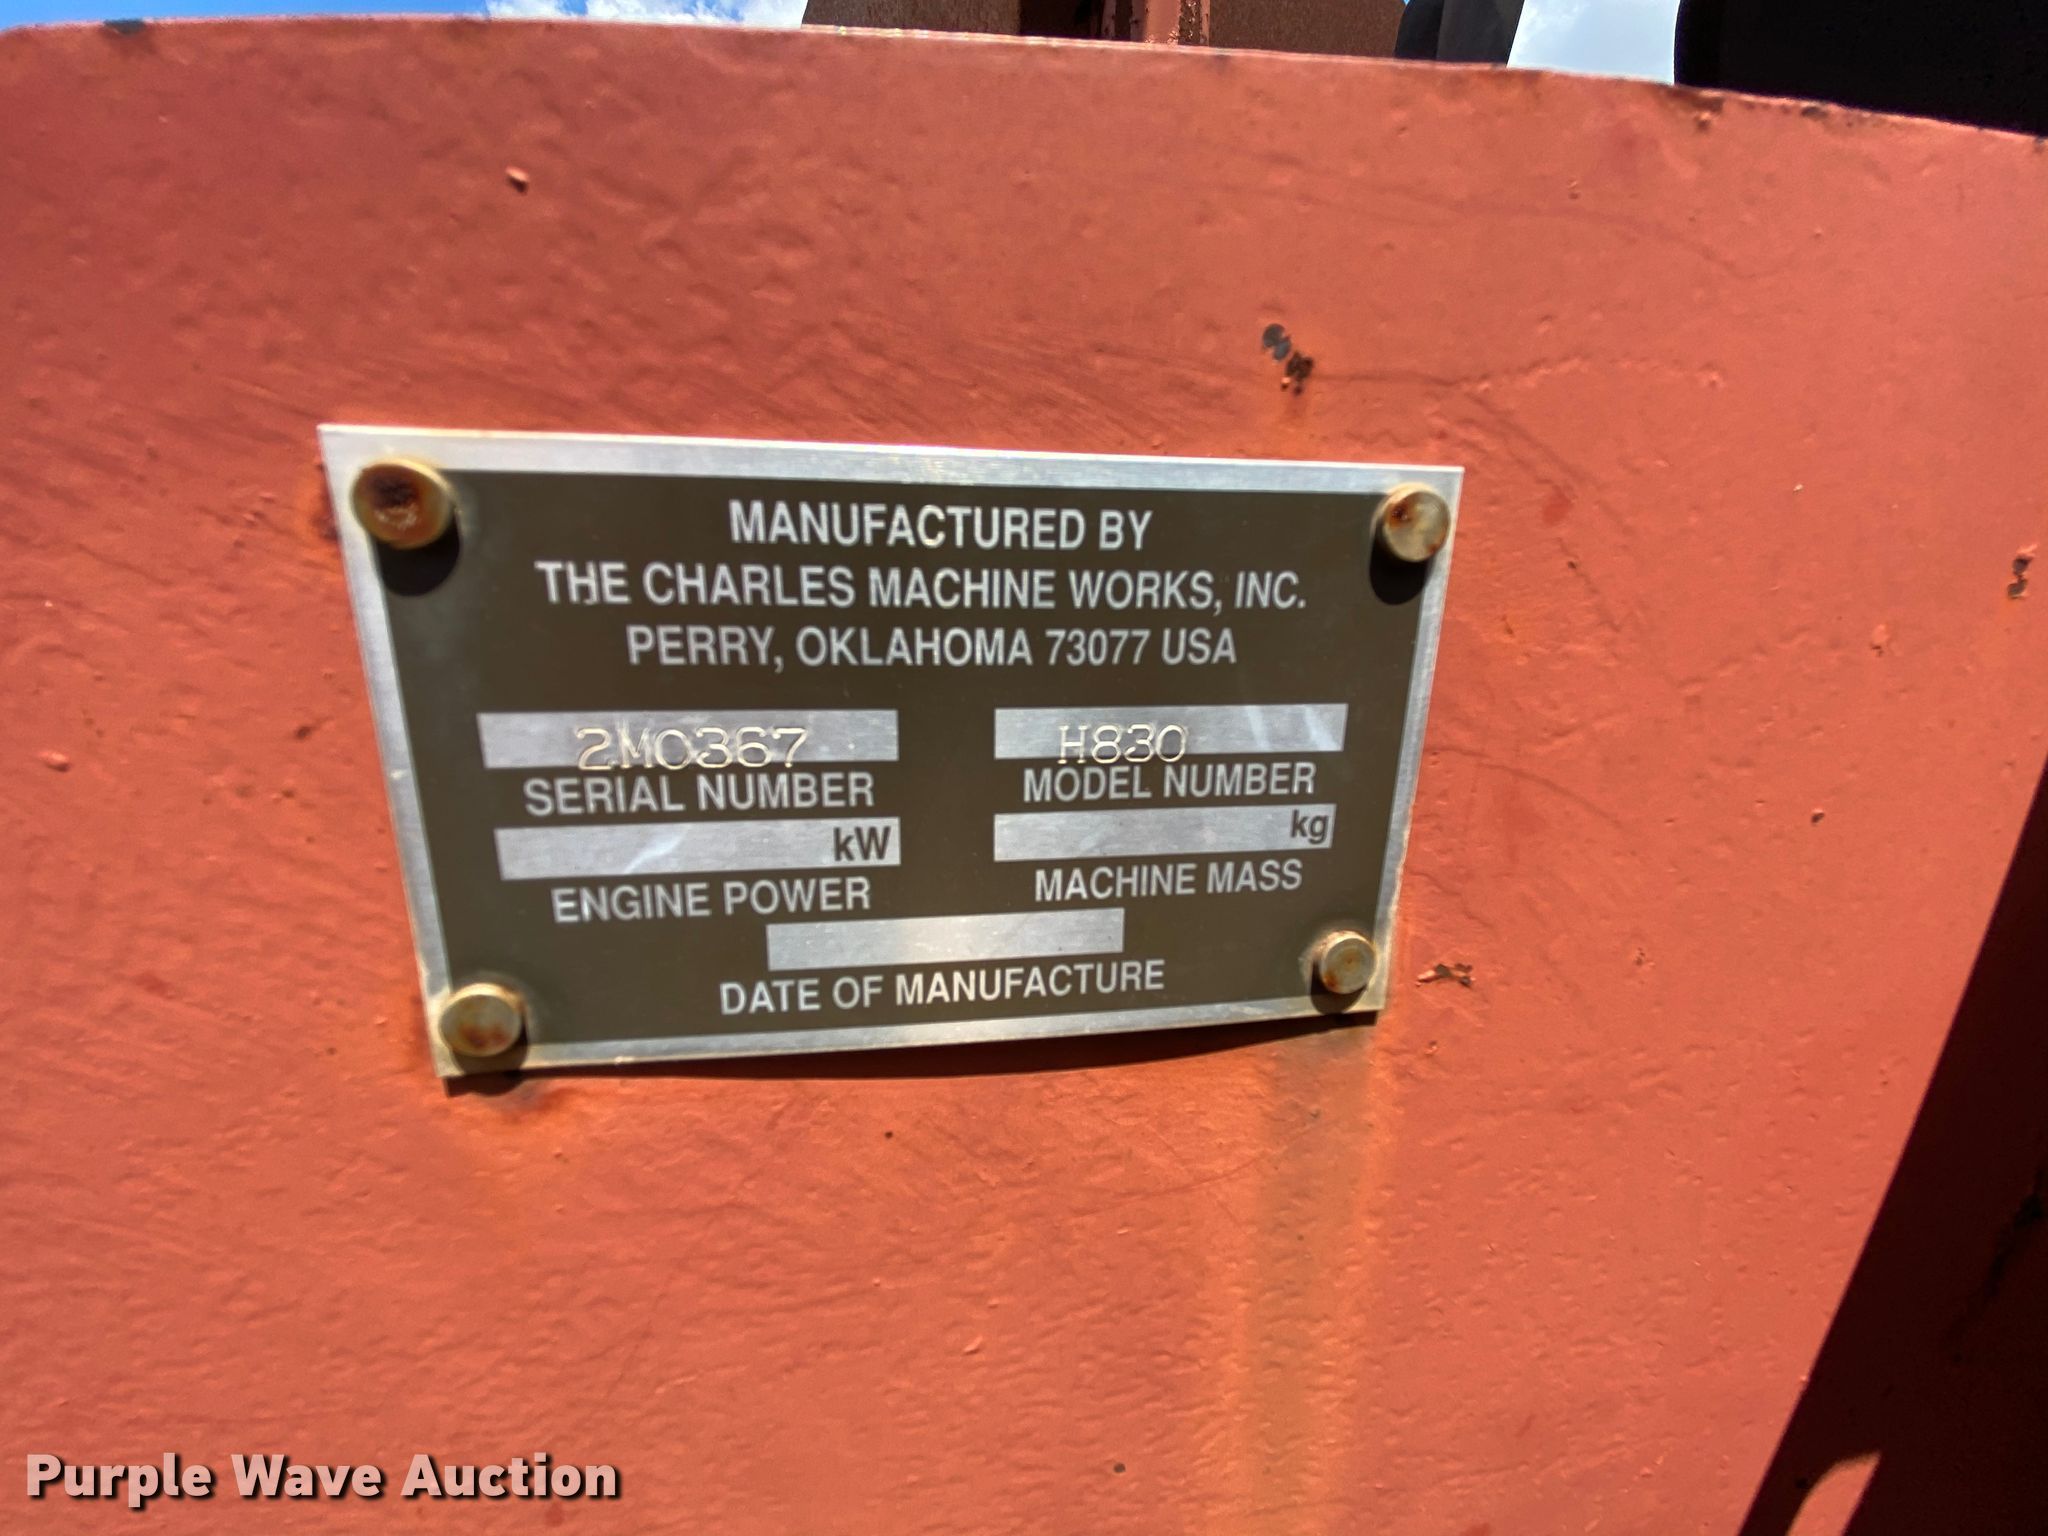 MANUFACTURED BY
THE CHARLES MACHINE WORKS, INC.
PERRY, OKLAHOMA 73077 USA
2M0367 H830
SERIAL NUMBER MODEL NUMBER
kW kg
ENGINE POWER MACHINE MASS
DATE OF MANUFACTURE
Purple Wave Auction